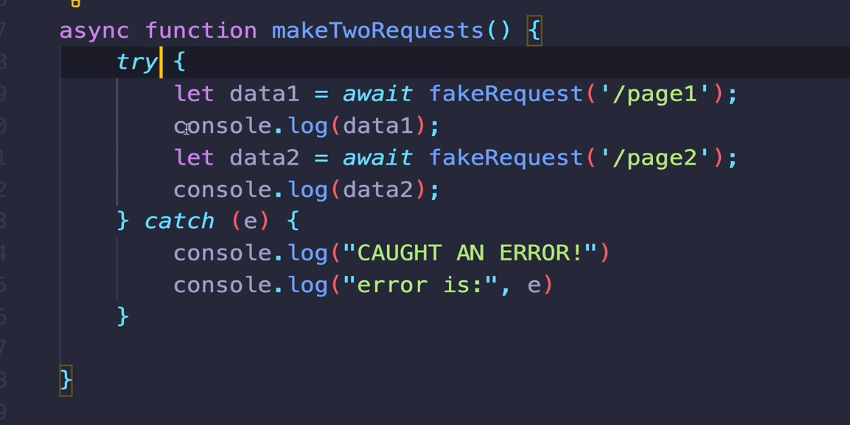 async function makeTwoRequests() {
try {
let data1 = await fakeRequest('/page1');
console.log(data1);
let data2 = await fakeRequest('/page2');
console.log(data2);
} catch (e) {
console.log("CAUGHT AN ERROR!")
console.log("error is:", e)
}
}